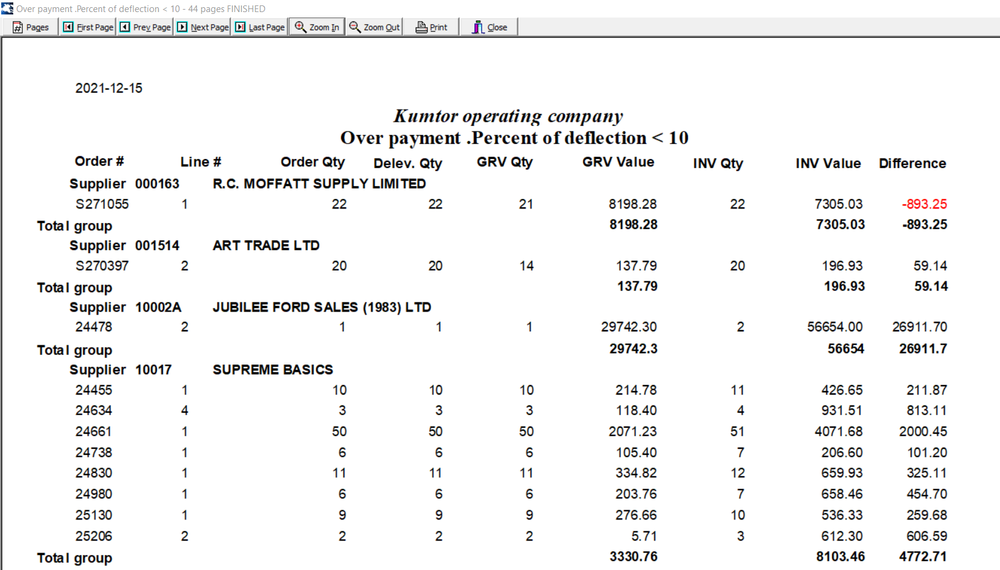 Over payment .Percent of deflection < 10 - 44 pages FINISHED
Pages First Page Prev Page Next Page Last Page Zoom In Zoom Out Print Close
2021-12-15
Kumtor operating company
Over payment .Percent of deflection < 10
Order # Line # Order Qty Delev. Qty GRV Qty GRV Value INV Qty INV Value Difference
Supplier 000163 R.C. MOFFATT SUPPLY LIMITED
S271055 1 22 22 21 8198.28 22 7305.03 -893.25
Total group 8198.28 7305.03 -893.25
Supplier 001514 ART TRADE LTD
S270397 2 20 20 14 137.79 20 196.93 59.14
Total group 137.79 196.93 59.14
Supplier 10002A JUBILEE FORD SALES (1983) LTD
24478 2 1 1 1 29742.30 2 56654.00 26911.70
Total group 29742.3 56654 26911.7
Supplier 10017 SUPREME BASICS
24455 1 10 10 10 214.78 11 426.65 211.87
24634 4 3 3 3 118.40 4 931.51 813.11
24661 1 50 50 50 2071.23 51 4071.68 2000.45
24738 1 6 6 6 105.40 7 206.60 101.20
24830 1 11 11 11 334.82 12 659.93 325.11
24980 1 6 6 6 203.76 7 658.46 454.70
25130 1 9 9 9 276.66 10 536.33 259.68
25206 2 2 2 2 5.71 3 612.30 606.59
Total group 3330.76 8103.46 4772.71